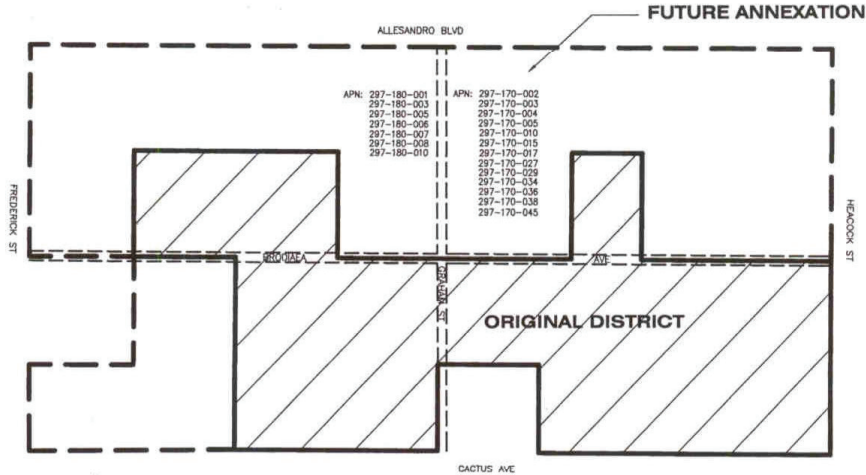 FUTURE ANNEXATION
ALLESANDRO BLVD
APN: 297-180-001
297-180-003
297-180-005
297-180-006
297-180-007
297-180-008
297-180-010
APN: 297-170-002
297-170-003
297-170-004
297-170-005
297-170-010
297-170-015
297-170-017
297-170-027
297-170-029
297-170-034
297-170-036
297-170-038
297-170-045
FREDERICK ST
HEACOCK ST
BRODIAEA
AVE
GRAHAM ST
ORIGINAL DISTRICT
CACTUS AVE